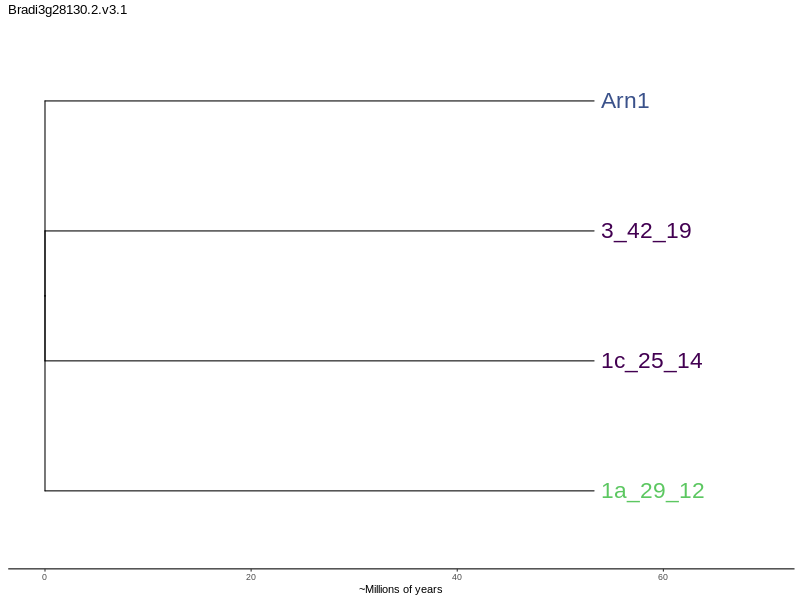 Bradi3g28130.2.v3.1
Arn1
3_42_19
1c_25_14
1a_29_12
0 20 40 60
~Millions of years